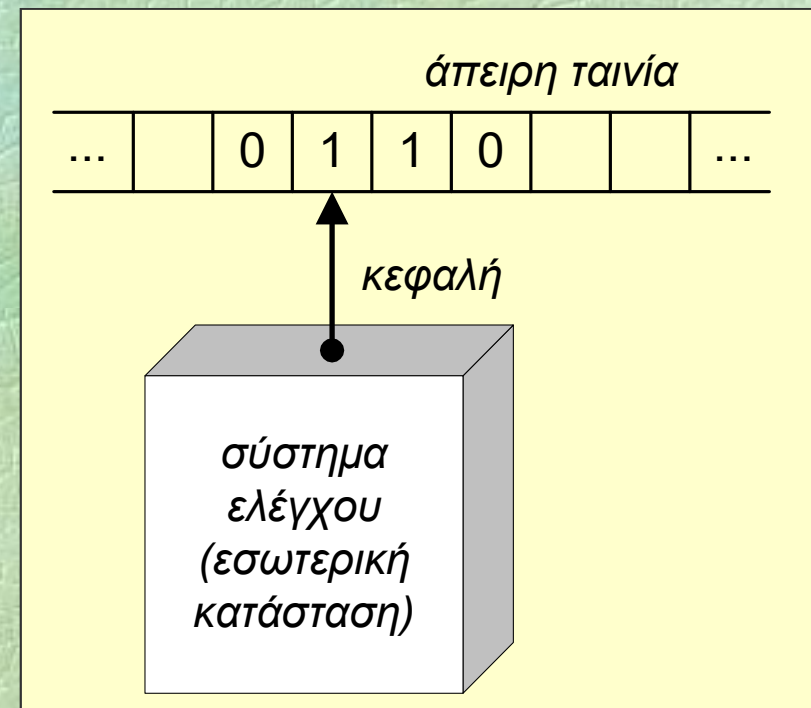 άπειρη ταινία
... 0 1 1 0 ...
κεφαλή
σύστημα
ελέγχου
(εσωτερική
κατάσταση)